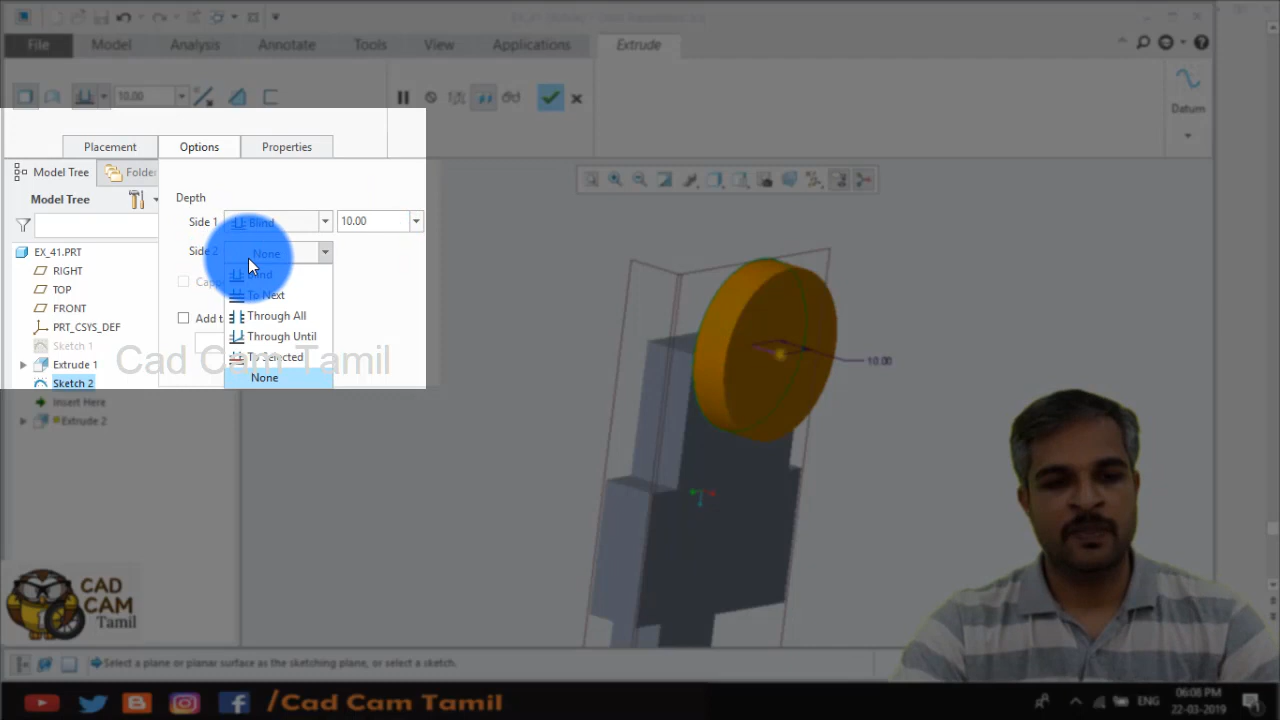 File Model Analysis Annotate Tools View Applications Extrude
10.00
Datum
Placement Options Properties
Model Tree Folder
Depth
Model Tree
Side 1 Blind 10.00
Side 2 None
EX_41.PRT
RIGHT
TOP
FRONT
PRT_CSYS_DEF
Sketch 1
Extrude 1
Sketch 2
Insert Here
Extrude 2
To Next
Through All
Add t
Through Until
To Selected
None
Cad Cam Tamil
10.00
CAD
CAM
Tamil
Select a plane or planar surface as the sketching plane, or select a sketch.
/Cad Cam Tamil
ENG
06:08 PM
22-03-2019